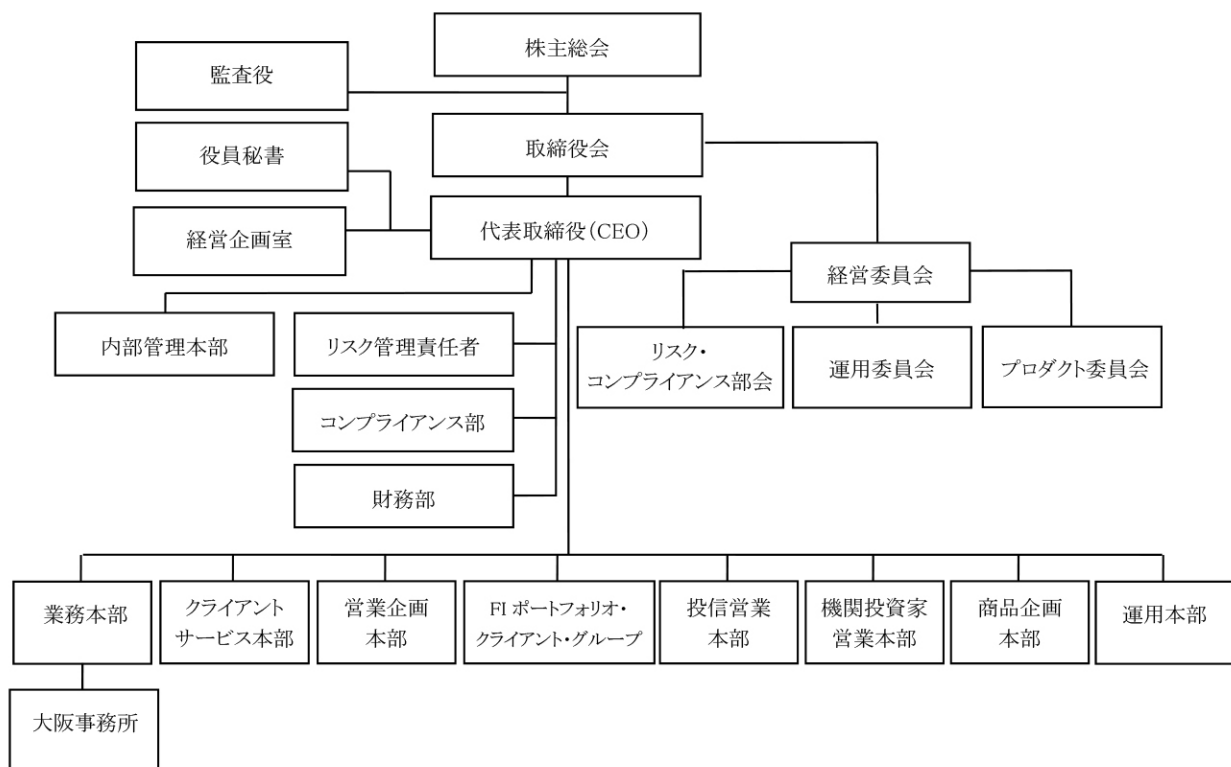 株主総会
監査役
取締役会
役員秘書
代表取締役(CEO)
経営企画室
経営委員会
内部管理本部
リスク管理責任者
リスク・
コンプライアンス部会
運用委員会
プロダクト委員会
コンプライアンス部
財務部
業務本部
クライアント
サービス本部
営業企画
本部
FI ポートフォリオ・
クライアント・グループ
投信営業
本部
機関投資家
営業本部
商品企画
本部
運用本部
大阪事務所